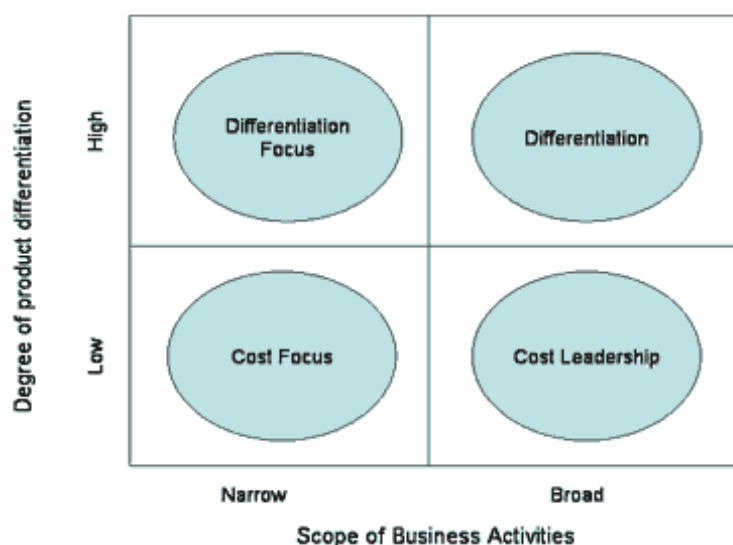 Degree of product differentiation
High
Differentiation
Focus
Differentiation
Low
Cost Focus
Cost Leadership
Narrow
Broad
Scope of Business Activities